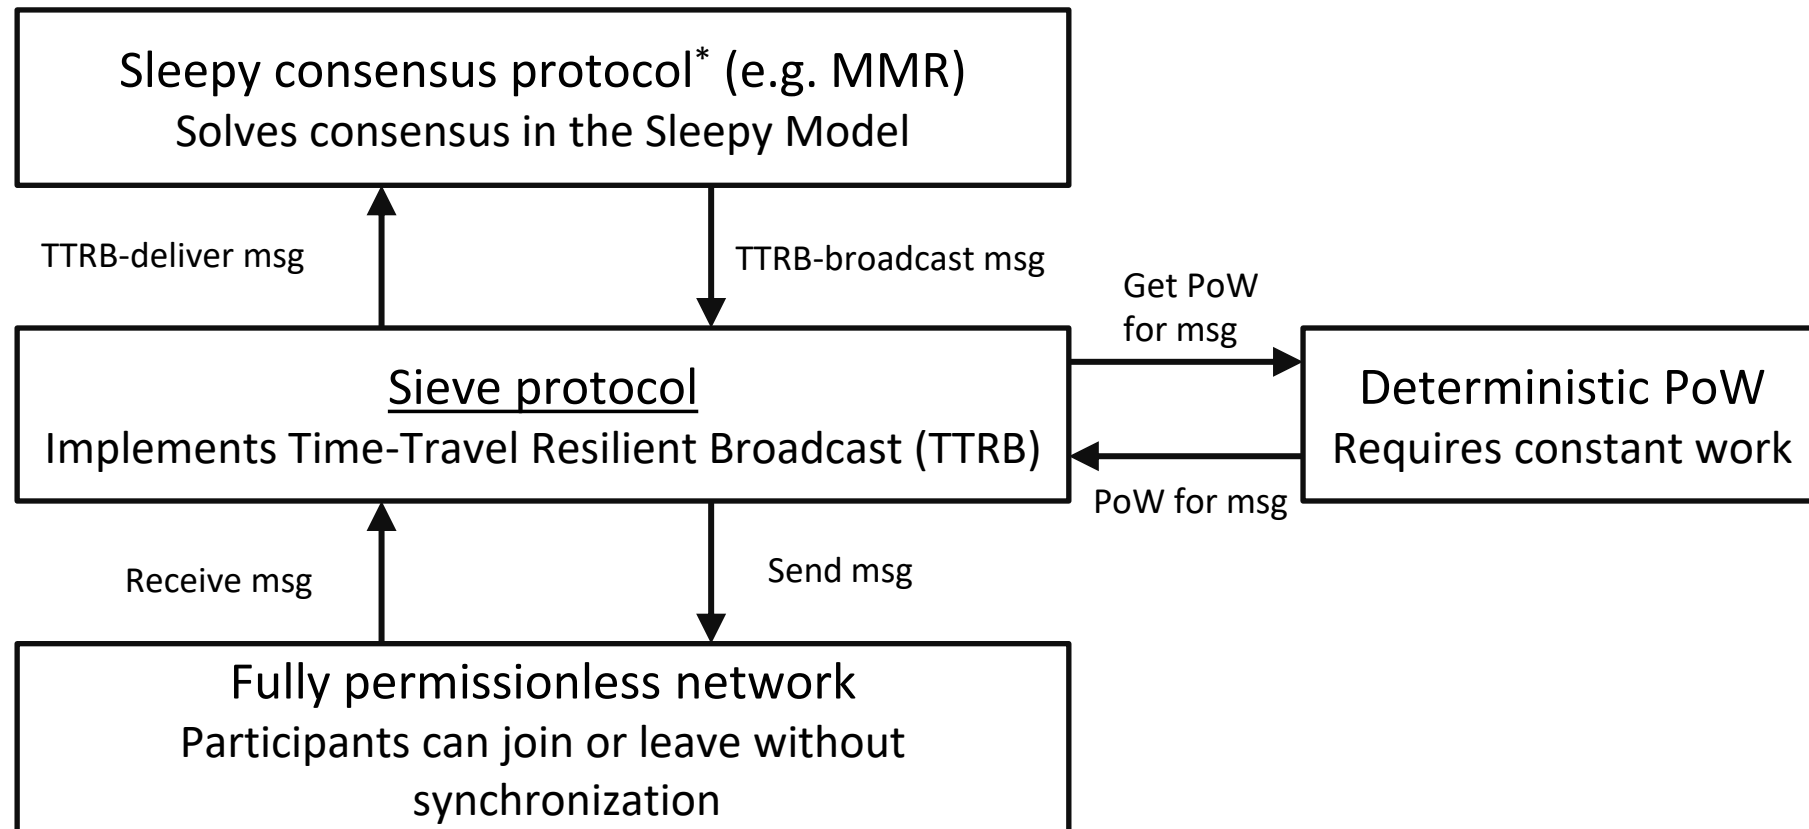 Sleepy consensus protocol* (e.g. MMR)
Solves consensus in the Sleepy Model
TTRB-deliver msg
TTRB-broadcast msg
Get PoW
for msg
Sieve protocol
Implements Time-Travel Resilient Broadcast (TTRB)
Deterministic PoW
Requires constant work
PoW for msg
Receive msg
Send msg
Fully permissionless network
Participants can join or leave without
synchronization